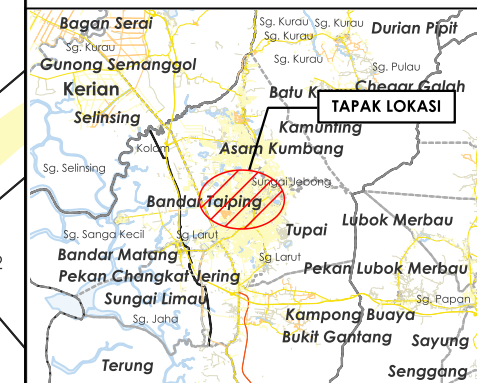 Bagan Serai
Sg. Kurau
Sg. Kurau
Durian Pipit
Sg. Kurau
Sg. Kurau
Sg. Kurau
Gunong Semanggol
Sg. Pulau
Kerian
Batu
Chegar Galah
TAPAK LOKASI
Selinsing
Kamunting
Kolam
Asam Kumbang
Sg. Selinsing
Sungai Jebong
Bandar Taiping
Lubok Merbau
Sg. Sanga Kecil
Sg Larut
Tupai
Bandar Matang
Sg Larut
Pekan Lubok Merbau
Pekan Changkat Jering
Sungai Limau
Sg. Papan
Sg. Jaha
Kampong Buaya
Bukit Gantang
Sayung
Terung
Senggang